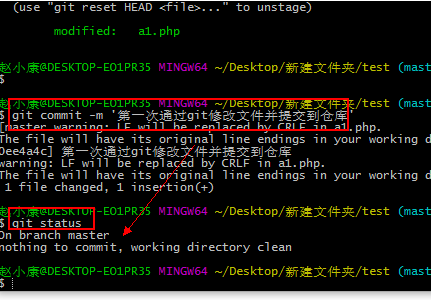 (use "git reset HEAD <file>..." to unstage)
modified: a1.php
赵小康@DESKTOP-EO1PR35 MINGW64 ~/Desktop/新建文件夹/test (mast
$
赵小康@DESKTOP-EO1PR35 MINGW64 ~/Desktop/新建文件夹/test (mast
$ git commit -m '第一次通过git修改文件并提交到仓库'
[master warning: LF will be replaced by CRLF in a1.php.
The file will have its original line endings in your working d
0ee4a4c] 第一次通过git修改文件并提交到仓库
warning: LF will be replaced by CRLF in a1.php.
The file will have its original line endings in your working d
1 file changed, 1 insertion(+)
赵小康@DESKTOP-EO1PR35 MINGW64 ~/Desktop/新建文件夹/test (mast
$ git status
On branch master
nothing to commit, working directory clean
赵小康@DESKTOP-EO1PR35 MINGW64 ~/Desktop/新建文件夹/test (mast
$